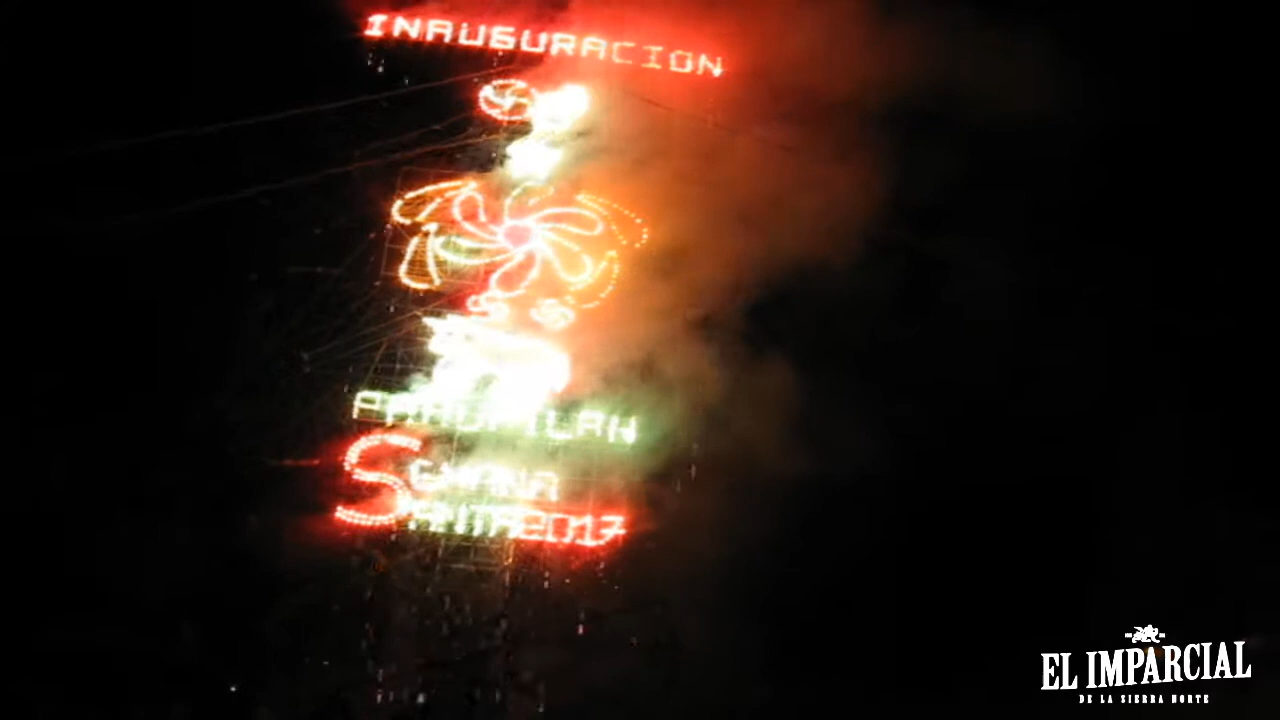 INAUGURACION
SEMANA
SANTA 2017
EL IMPARCIAL
DE LA SIERRA NORTE